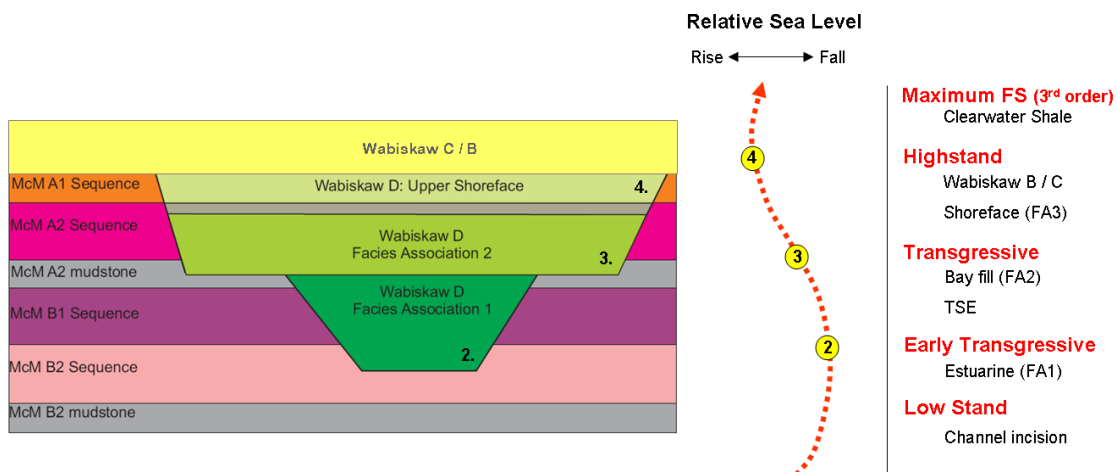 Relative Sea Level
Rise Fall
Maximum FS (3rd order)
Clearwater Shale
Wabiskaw C / B
4
Highstand
McM A1 Sequence
Wabiskaw D: Upper Shoreface
4.
Wabiskaw B / C
Shoreface (FA3)
McM A2 Sequence
Wabiskaw D
Facies Association 2
3.
3
Transgressive
McM A2 mudstone
Bay fill (FA2)
TSE
Wabiskaw D
Facies Association 1
McM B1 Sequence
2.
2
Early Transgressive
McM B2 Sequence
Estuarine (FA1)
Low Stand
McM B2 mudstone
Channel incision